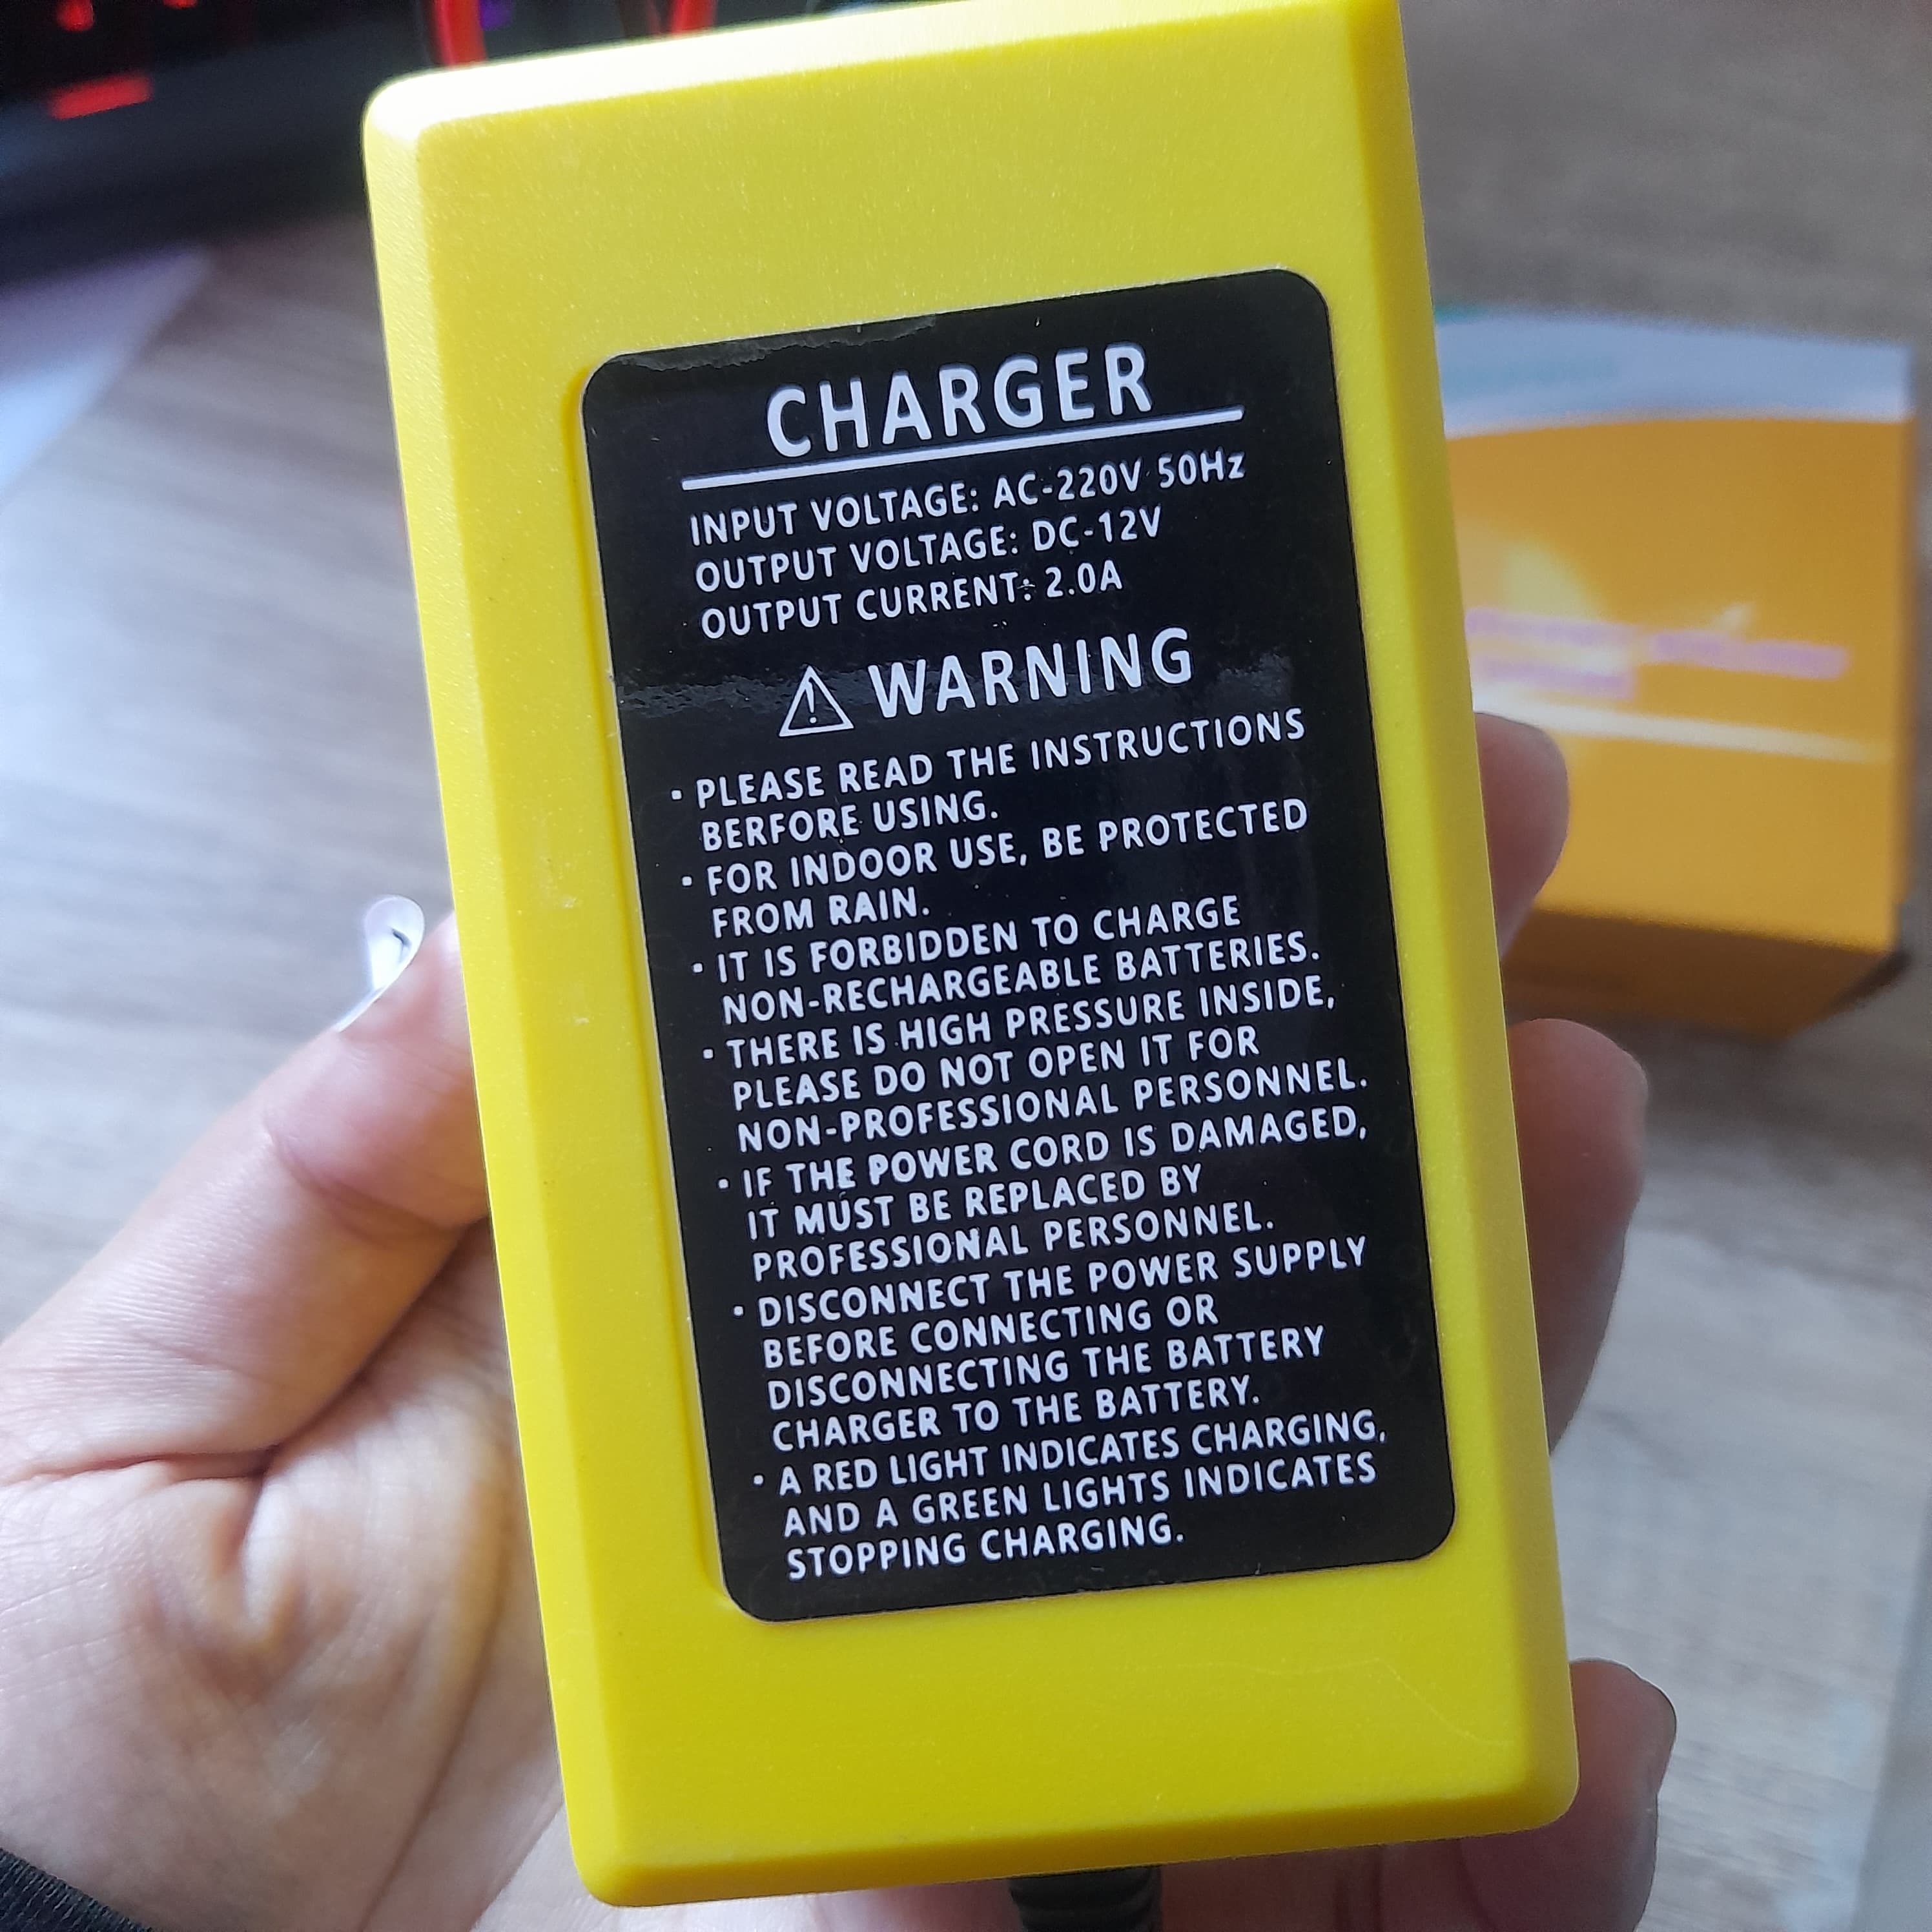 CHARGER
INPUT VOLTAGE: AC-220V 50Hz
OUTPUT VOLTAGE: DC-12V
OUTPUT CURRENT: 2.0A
WARNING
· PLEASE READ THE INSTRUCTIONS
BERFORE USING.
· FOR INDOOR USE, BE PROTECTED
FROM RAIN.
· IT IS FORBIDDEN TO CHARGE
NON-RECHARGEABLE BATTERIES.
· THERE IS HIGH PRESSURE INSIDE,
PLEASE DO NOT OPEN IT FOR
NON-PROFESSIONAL PERSONNEL.
· IF THE POWER CORD IS DAMAGED,
IT MUST BE REPLACED BY
PROFESSIONAL PERSONNEL.
· DISCONNECT THE POWER SUPPLY
BEFORE CONNECTING OR
DISCONNECTING THE BATTERY
CHARGER TO THE BATTERY.
· A RED LIGHT INDICATES CHARGING,
AND A GREEN LIGHTS INDICATES
STOPPING CHARGING.